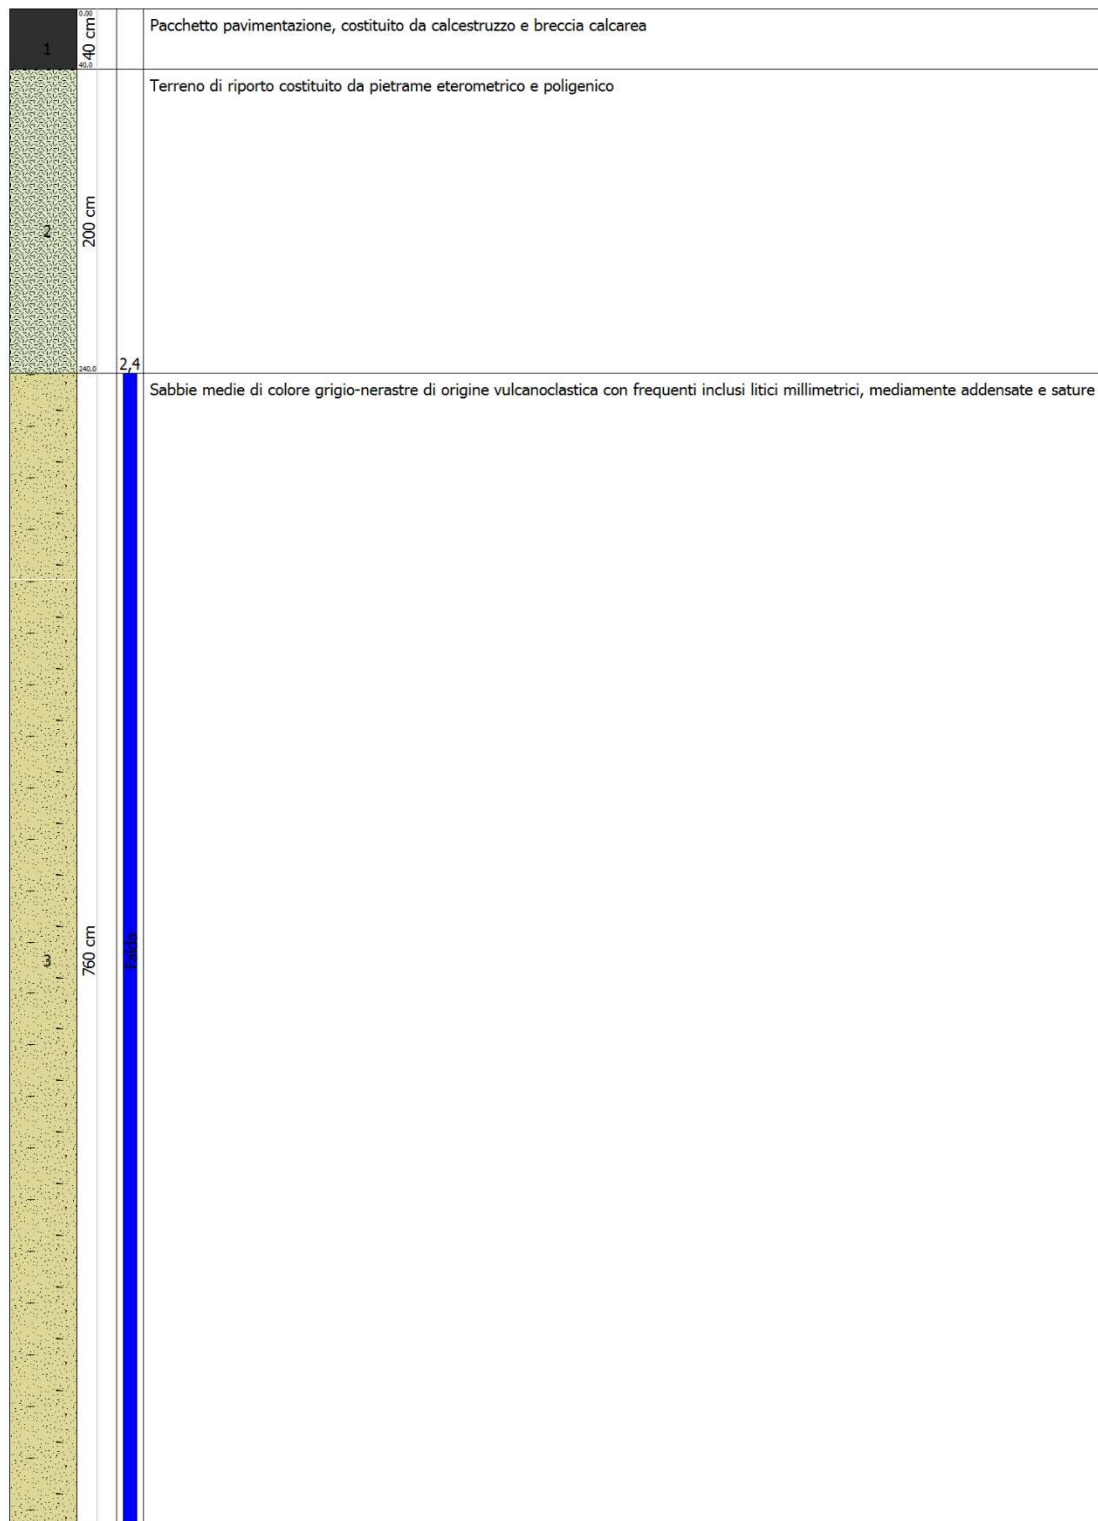 0,00
1
40 cm
Pacchetto pavimentazione, costituito da calcestruzzo e breccia calcarea
40,0
Terreno di riporto costituito da pietrame eterometrico e poligenico
2
200 cm
240,0
2,4
Sabbie medie di colore grigio-nerastre di origine vulcanoclastica con frequenti inclusi litici millimetrici, mediamente addensate e sature
3
760 cm
Falda